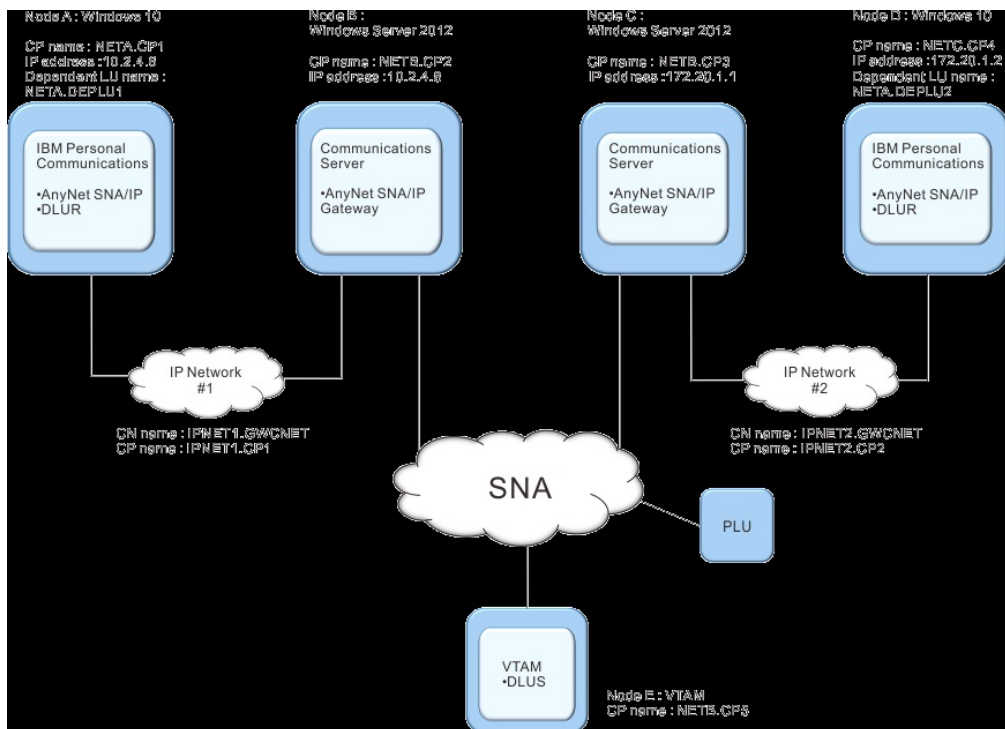 Node A : Windows 10
CP name : NETA.CP1
IP address :10.2.4.6
Dependent LU name :
NETA.DEPLU1
Node B :
Windows Server 2012
CP name : NETB.CP2
IP address :10.2.4.8
Node C :
Windows Server 2012
CP name : NETB.CP3
IP address :172.20.1.1
Node D : Windows 10
CP name : NETC.CP4
IP address :172.20.1.2
Dependent LU name :
NETA.DEPLU2
IBM Personal
Communications
•AnyNet SNA/IP
•DLUR
Communications
Server
•AnyNet SNA/IP
Gateway
Communications
Server
•AnyNet SNA/IP
Gateway
IBM Personal
Communications
•AnyNet SNA/IP
•DLUR
IP Network
#1
CN name : IPNET1.GWCNET
CP name : IPNET1.CP1
IP Network
#2
CN name : IPNET2.GWCNET
CP name : IPNET2.CP2
SNA
PLU
VTAM
•DLUS
Node E : VTAM
CP name : NETB.CP5